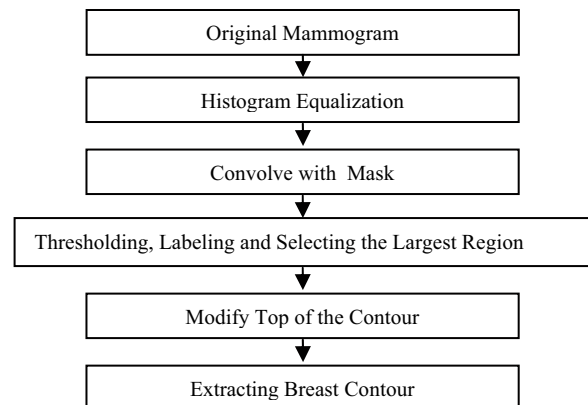 Original Mammogram
Histogram Equalization
Convolve with Mask
Thresholding, Labeling and Selecting the Largest Region
Modify Top of the Contour
Extracting Breast Contour